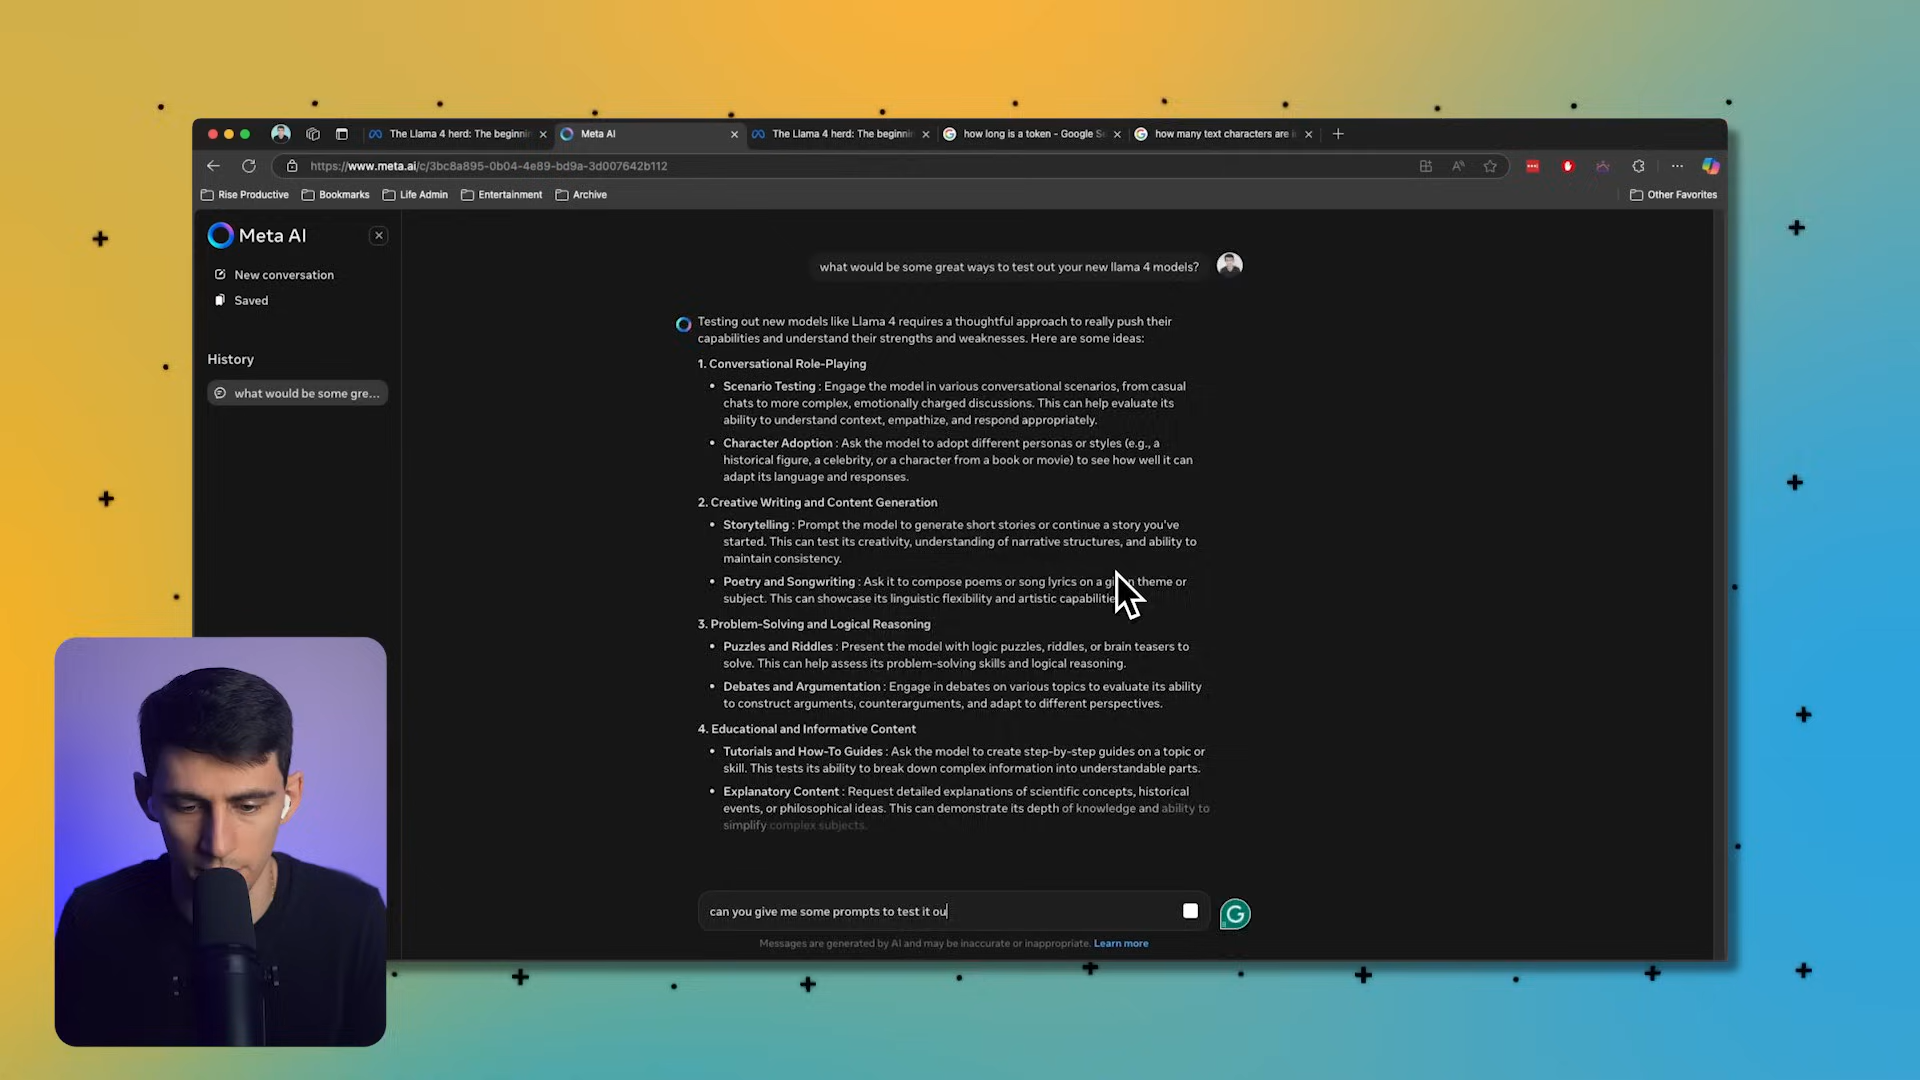 The Llama 4 herd: The beginnin
Meta AI
The Llama 4 herd: The beginnin
how long is a token - Google Se
how many text characters are i
https://www.meta.ai/c/3bc8a895-0b04-4e89-bd9a-3d007642b112
Rise Productive
Bookmarks
Life Admin
Entertainment
Archive
Other Favorites
Meta AI
New conversation
Saved
History
what would be some gre...
what would be some great ways to test out your new llama 4 models?
Testing out new models like Llama 4 requires a thoughtful approach to really push their
capabilities and understand their strengths and weaknesses. Here are some ideas:
1. Conversational Role-Playing
• Scenario Testing : Engage the model in various conversational scenarios, from casual
chats to more complex, emotionally charged discussions. This can help evaluate its
ability to understand context, empathize, and respond appropriately.
• Character Adoption : Ask the model to adopt different personas or styles (e.g., a
historical figure, a celebrity, or a character from a book or movie) to see how well it can
adapt its language and responses.
2. Creative Writing and Content Generation
• Storytelling : Prompt the model to generate short stories or continue a story you've
started. This can test its creativity, understanding of narrative structures, and ability to
maintain consistency.
• Poetry and Songwriting : Ask it to compose poems or song lyrics on a theme or
subject. This can showcase its linguistic flexibility and artistic
3. Problem-Solving and Logical Reasoning
• Puzzles and Riddles : Present the model with logic puzzles, riddles, or brain teasers to
solve. This can help assess its problem-solving skills and logical reasoning.
• Debates and Argumentation : Engage in debates on various topics to evaluate its ability
to construct arguments, counterarguments, and adapt to different perspectives.
4. Educational and Informative Content
• Tutorials and How-To Guides : Ask the model to create step-by-step guides on a topic or
skill. This tests its ability to break down complex information into understandable parts.
• Explanatory Content : Request detailed explanations of scientific concepts, historical
events, or philosophical ideas. This can demonstrate its depth of knowledge and ability to
simplify complex subjects.
can you give me some prompts to test it ou
Messages are generated by AI and may be inaccurate or inappropriate. Learn more